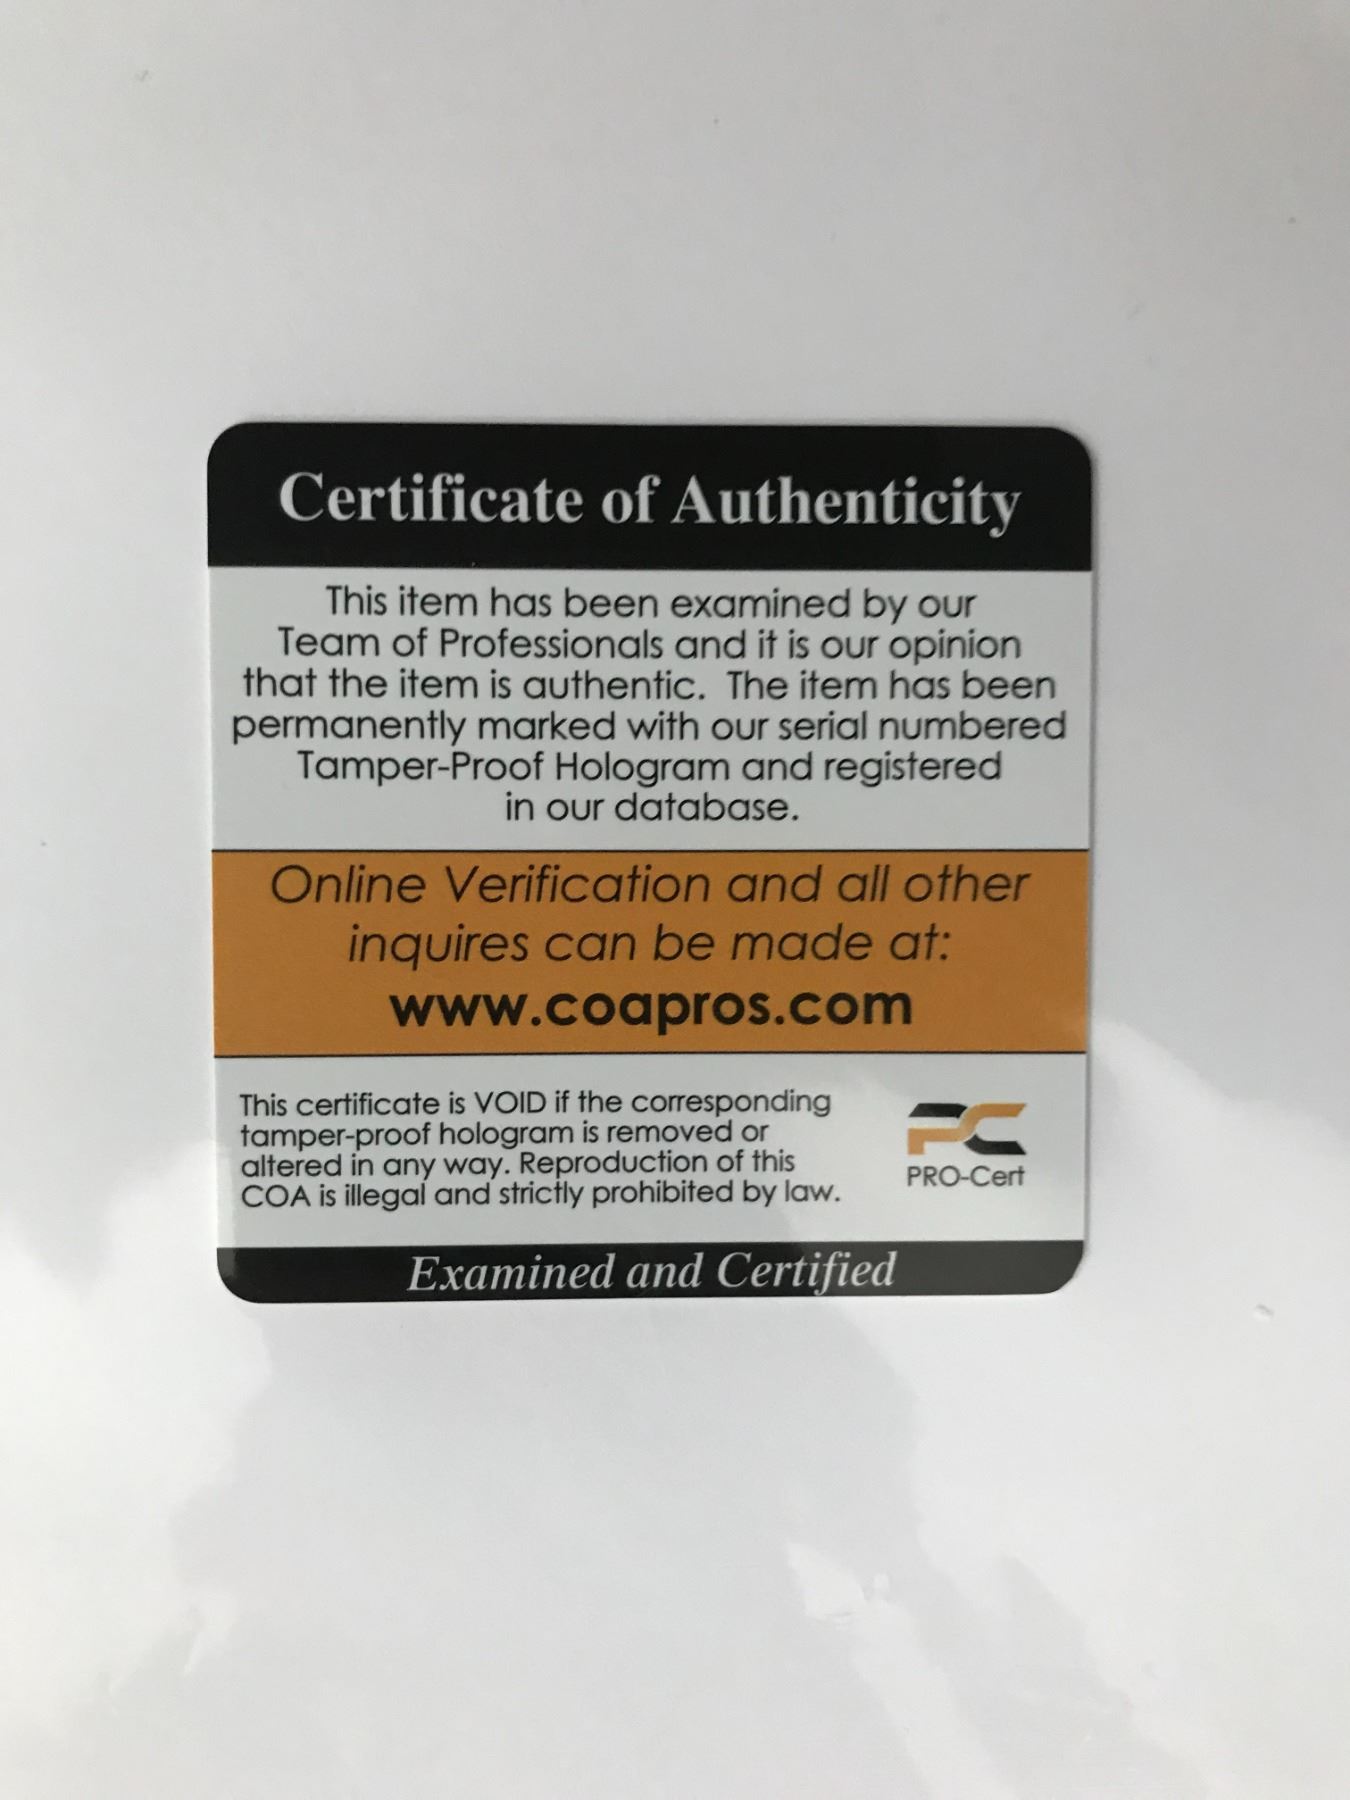 Certificate of Authenticity
This item has been examined by our
Team of Professionals and it is our opinion
that the item is authentic.  The item has been
permanently marked with our serial numbered
Tamper-Proof Hologram and registered
in our database.
Online Verification and all other
inquires can be made at:
www.coapros.com
This certificate is VOID if the corresponding
tamper-proof hologram is removed or
altered in any way. Reproduction of this
COA is illegal and strictly prohibited by law.
PC
PRO-Cert
Examined and Certified